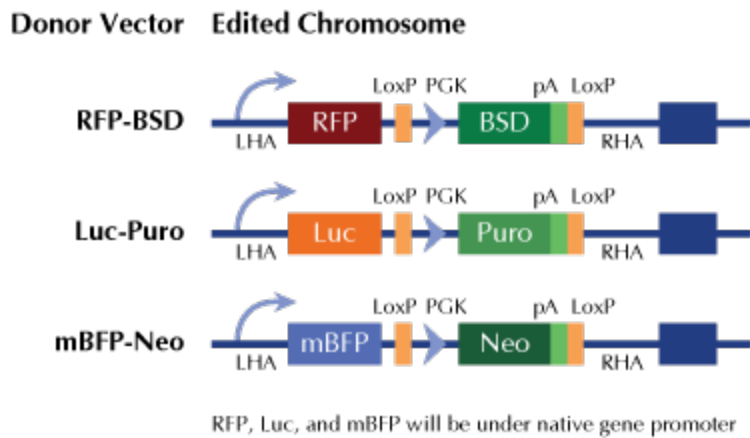 Donor Vector Edited Chromosome
LoxP PGK pA LoxP
RFP-BSD RFP BSD
LHA RHA
LoxP PGK pA LoxP
Luc-Puro Luc Puro
LHA RHA
LoxP PGK pA LoxP
mBFP-Neo mBFP Neo
LHA RHA
RFP, Luc, and mBFP will be under native gene promoter